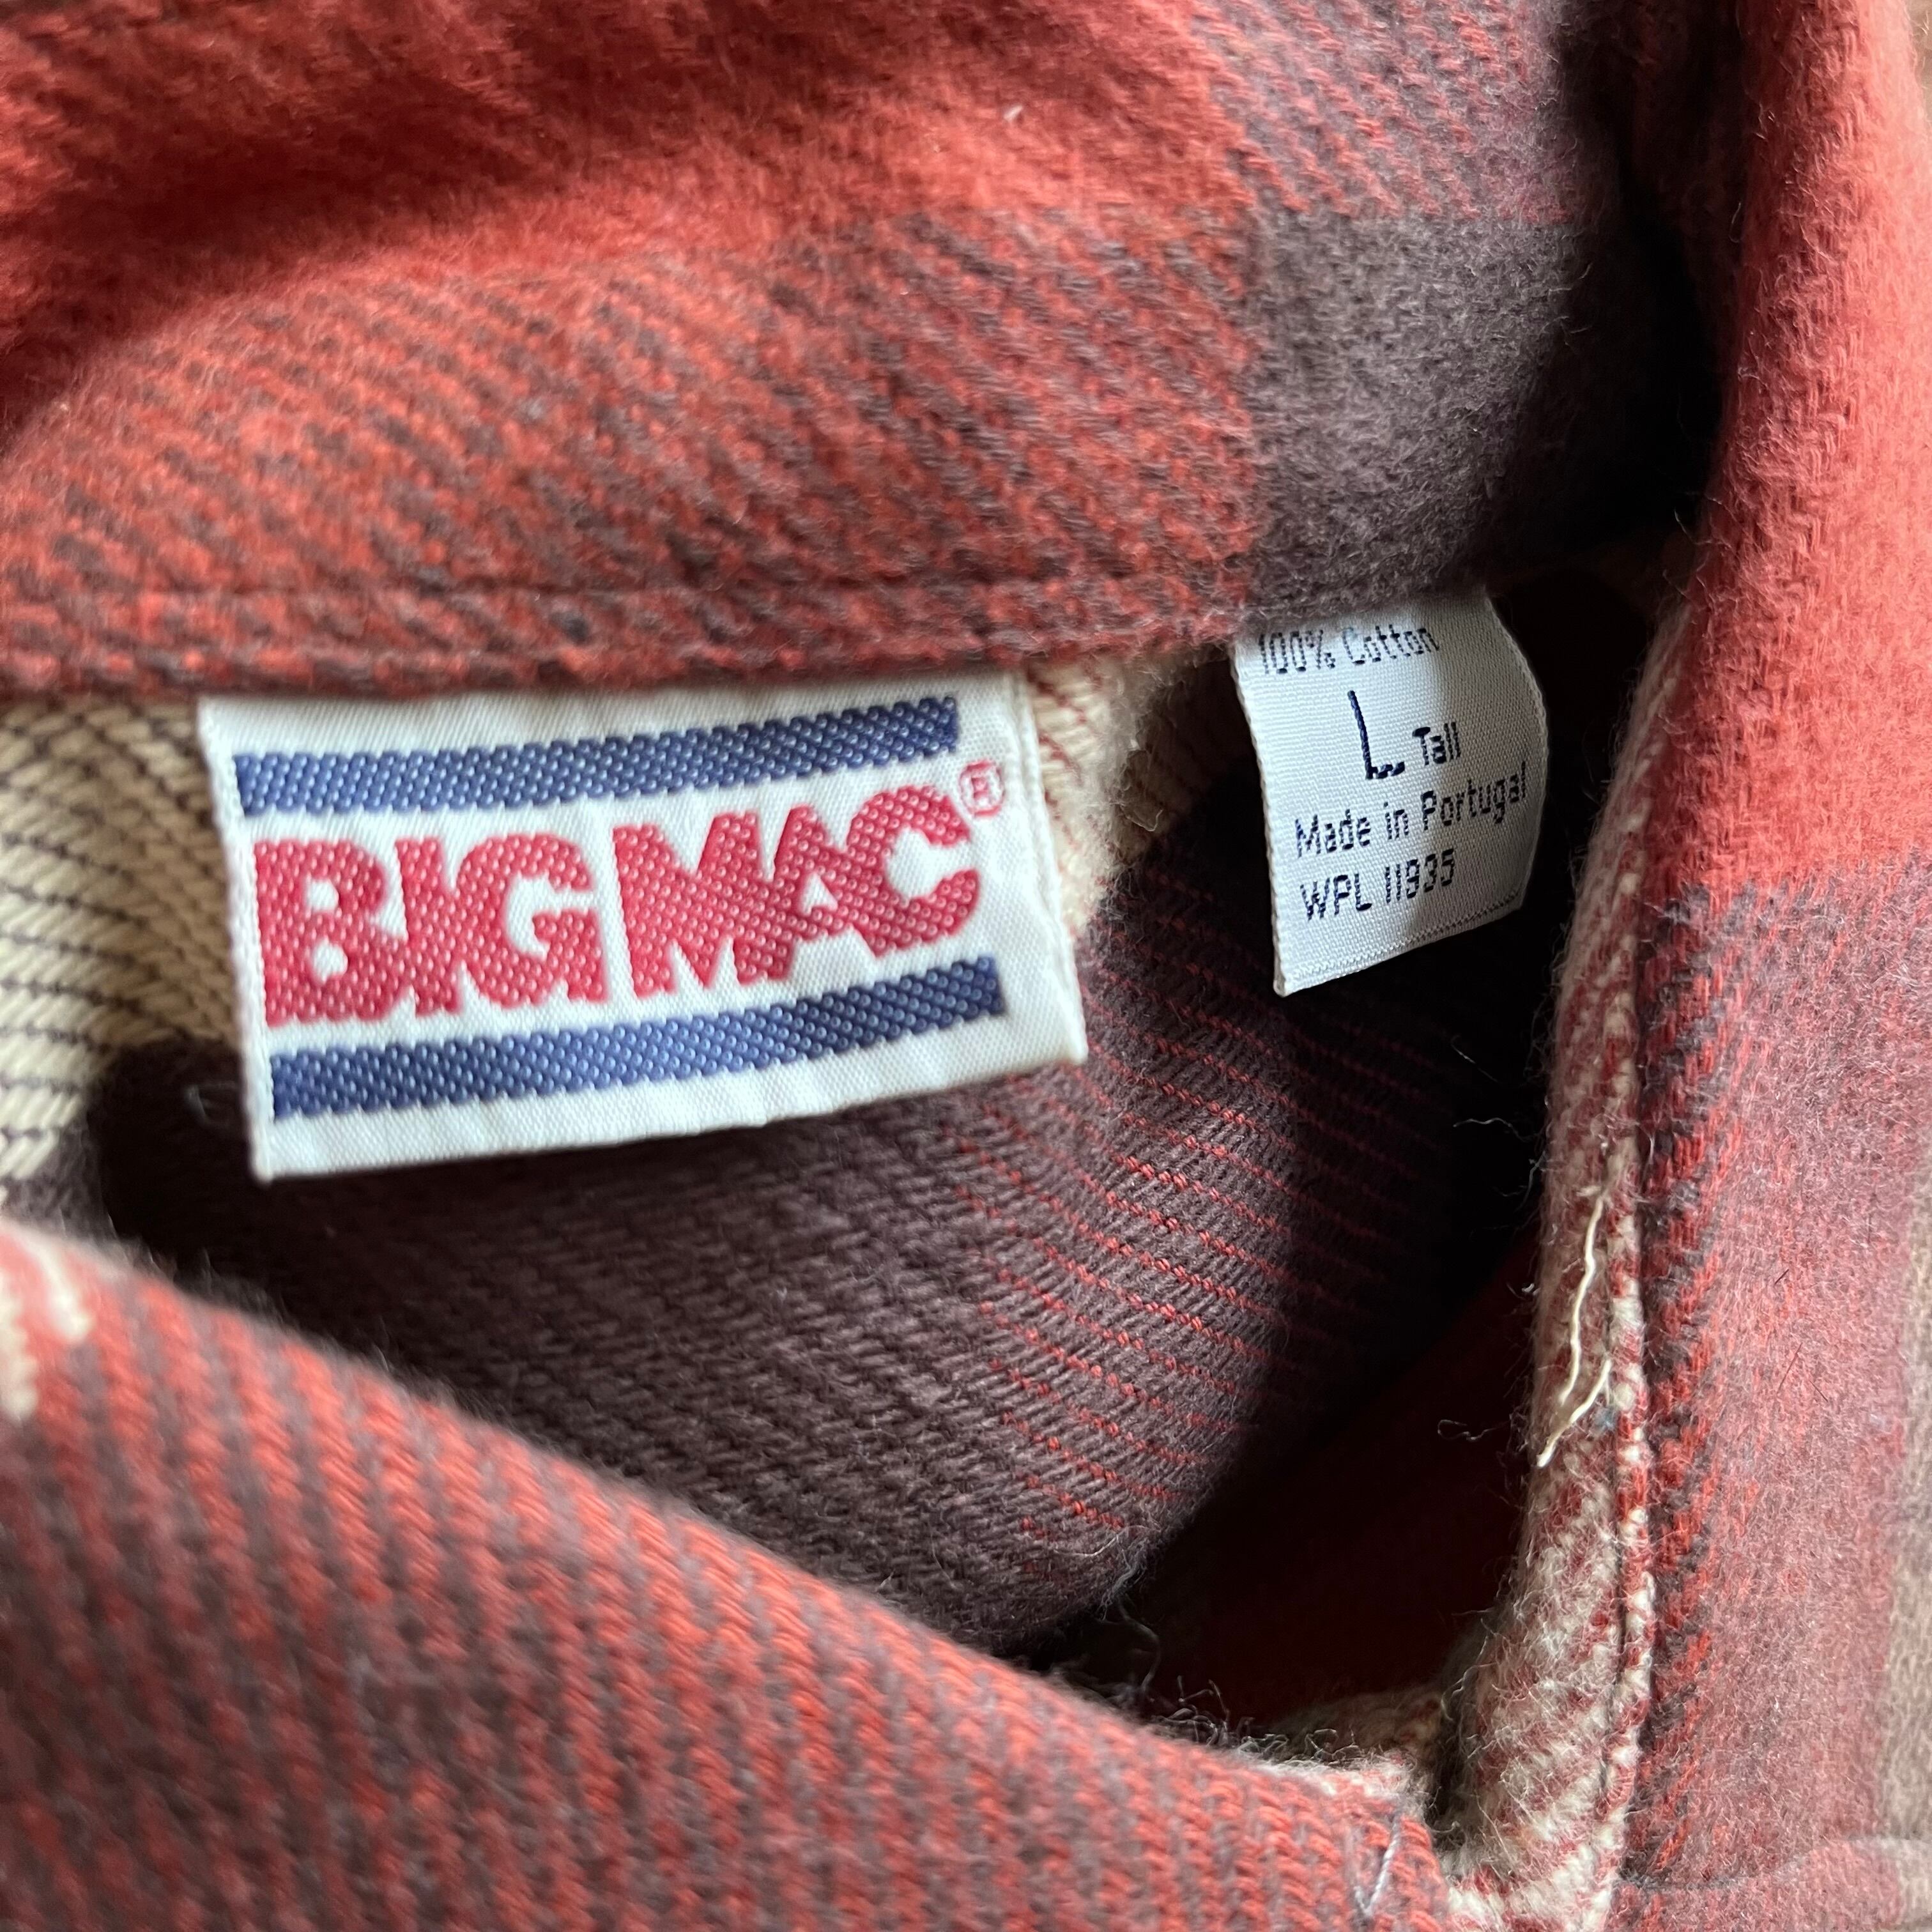 BIG MAC®
100% Cotton
L Tall
Made in Portugal
WPL 11935